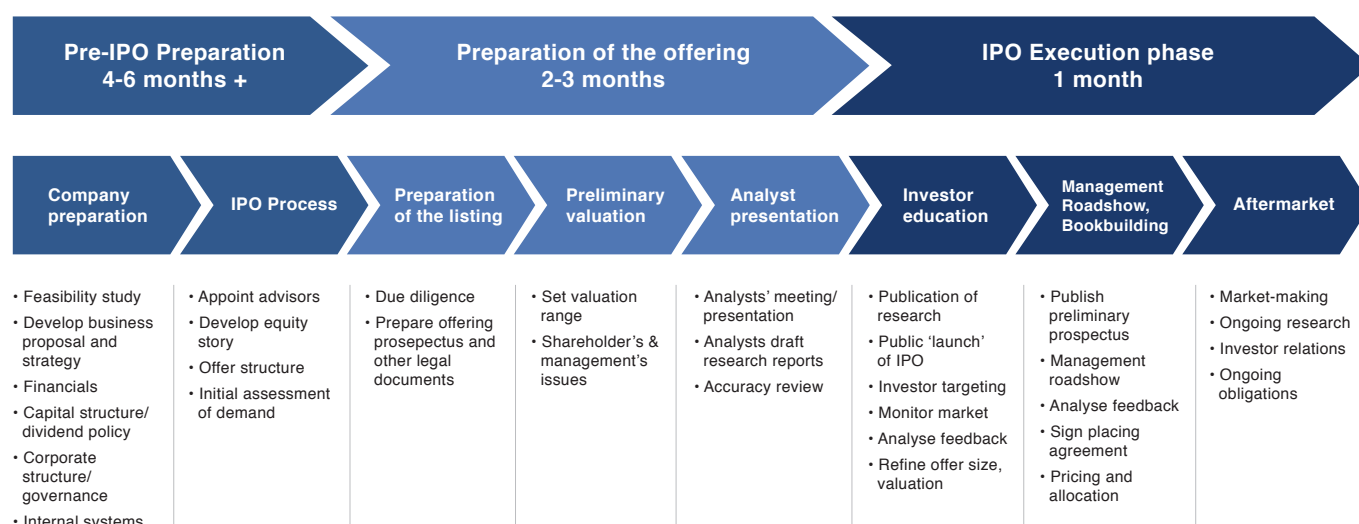 Pre-IPO Preparation
4-6 months +
Preparation of the offering
2-3 months
IPO Execution phase
1 month
Company
preparation
IPO Process
Preparation
of the listing
Preliminary
valuation
Analyst
presentation
Investor
education
Management
Roadshow,
Bookbuilding
Aftermarket
• Feasibility study
• Develop business
proposal and
strategy
• Financials
• Capital structure/
dividend policy
• Corporate
structure/
governance
• Internal systems
• Appoint advisors
• Develop equity
story
• Offer structure
• Initial assessment
of demand
• Due diligence
• Prepare offering
prosepectus and
other legal
documents
• Set valuation
range
• Shareholder's &
management's
issues
• Analysts' meeting/
presentation
• Analysts draft
research reports
• Accuracy review
• Publication of
research
• Public 'launch'
of IPO
• Investor targeting
• Monitor market
• Analyse feedback
• Refine offer size,
valuation
• Publish
preliminary
prospectus
• Management
roadshow
• Analyse feedback
• Sign placing
agreement
• Pricing and
allocation
• Market-making
• Ongoing research
• Investor relations
• Ongoing
obligations